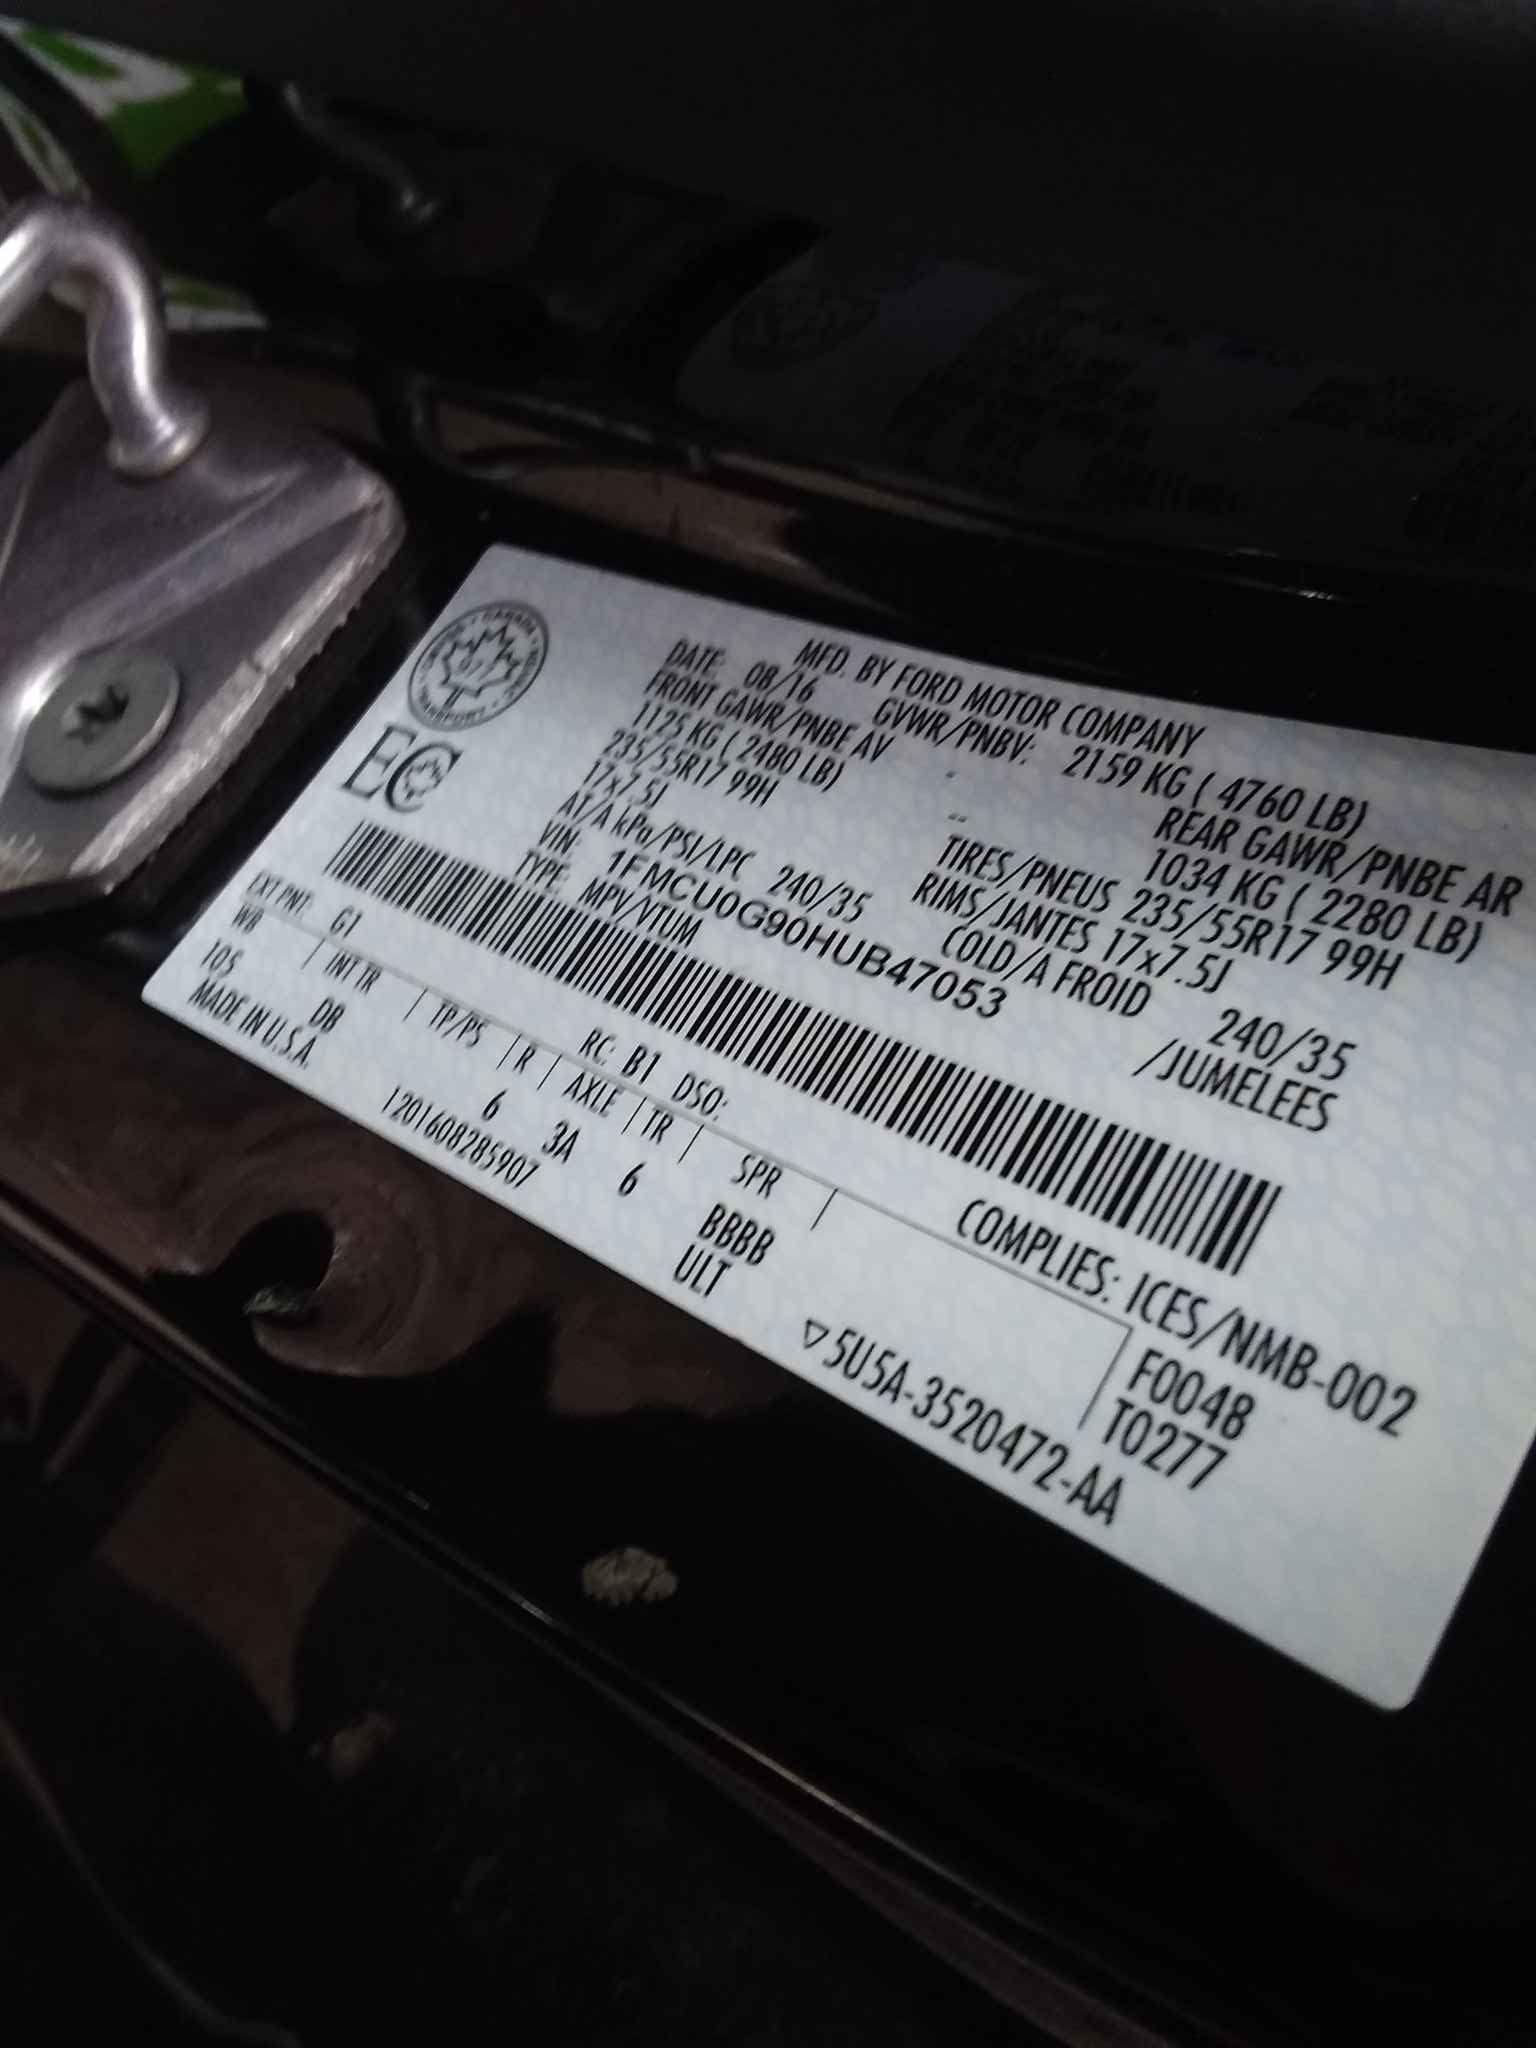 MFD. BY FORD MOTOR COMPANY
DATE: 08/16 GVWR/PNBV: 2159 KG ( 4760 LB)
FRONT GAWR/PNBE AV REAR GAWR/PNBE AR
1125 KG ( 2480 LB) 1034 KG ( 2280 LB)
235/55R17 99H TIRES/PNEUS 235/55R17 99H
17x7.5J RIMS/JANTES 17x7.5J
AT/A kPa/PSI/LPC 240/35 COLD/A FROID 240/35
VIN: 1FMCU0G90HUB47053 /JUMELEES
TYPE: MPV/VTUM
CANADA
TRANSPORT
EC
EXT PNT: G1 RC: B1 DSO: COMPLIES: ICES/NMB-002
WB INT TR TP/PS R AXLE TR SPR F0048
105 DB 6 3A 6 BBBB T0277
MADE IN U.S.A. ULT
1201608285907 ▽5U5A-3520472-AA